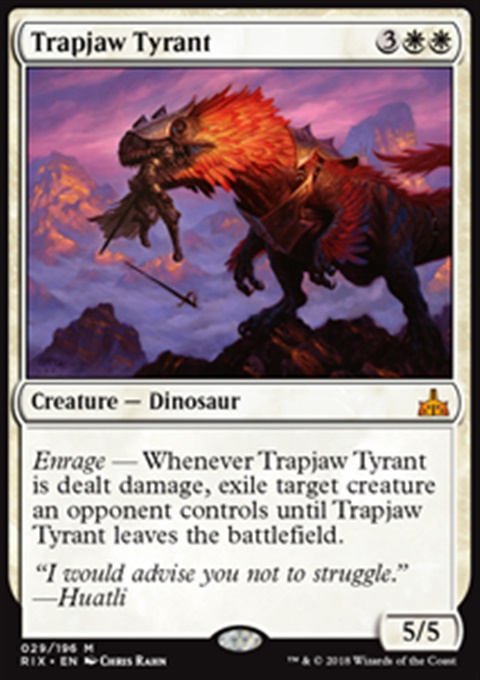 Trapjaw Tyrant 3
Creature — Dinosaur
Enrage — Whenever Trapjaw Tyrant
is dealt damage, exile target creature
an opponent controls until Trapjaw
Tyrant leaves the battlefield.
“I would advise you not to struggle.”
—Huatli
5/5
029/196 M
RIX • EN Chris Rahn
™ & © 2018 Wizards of the Coast